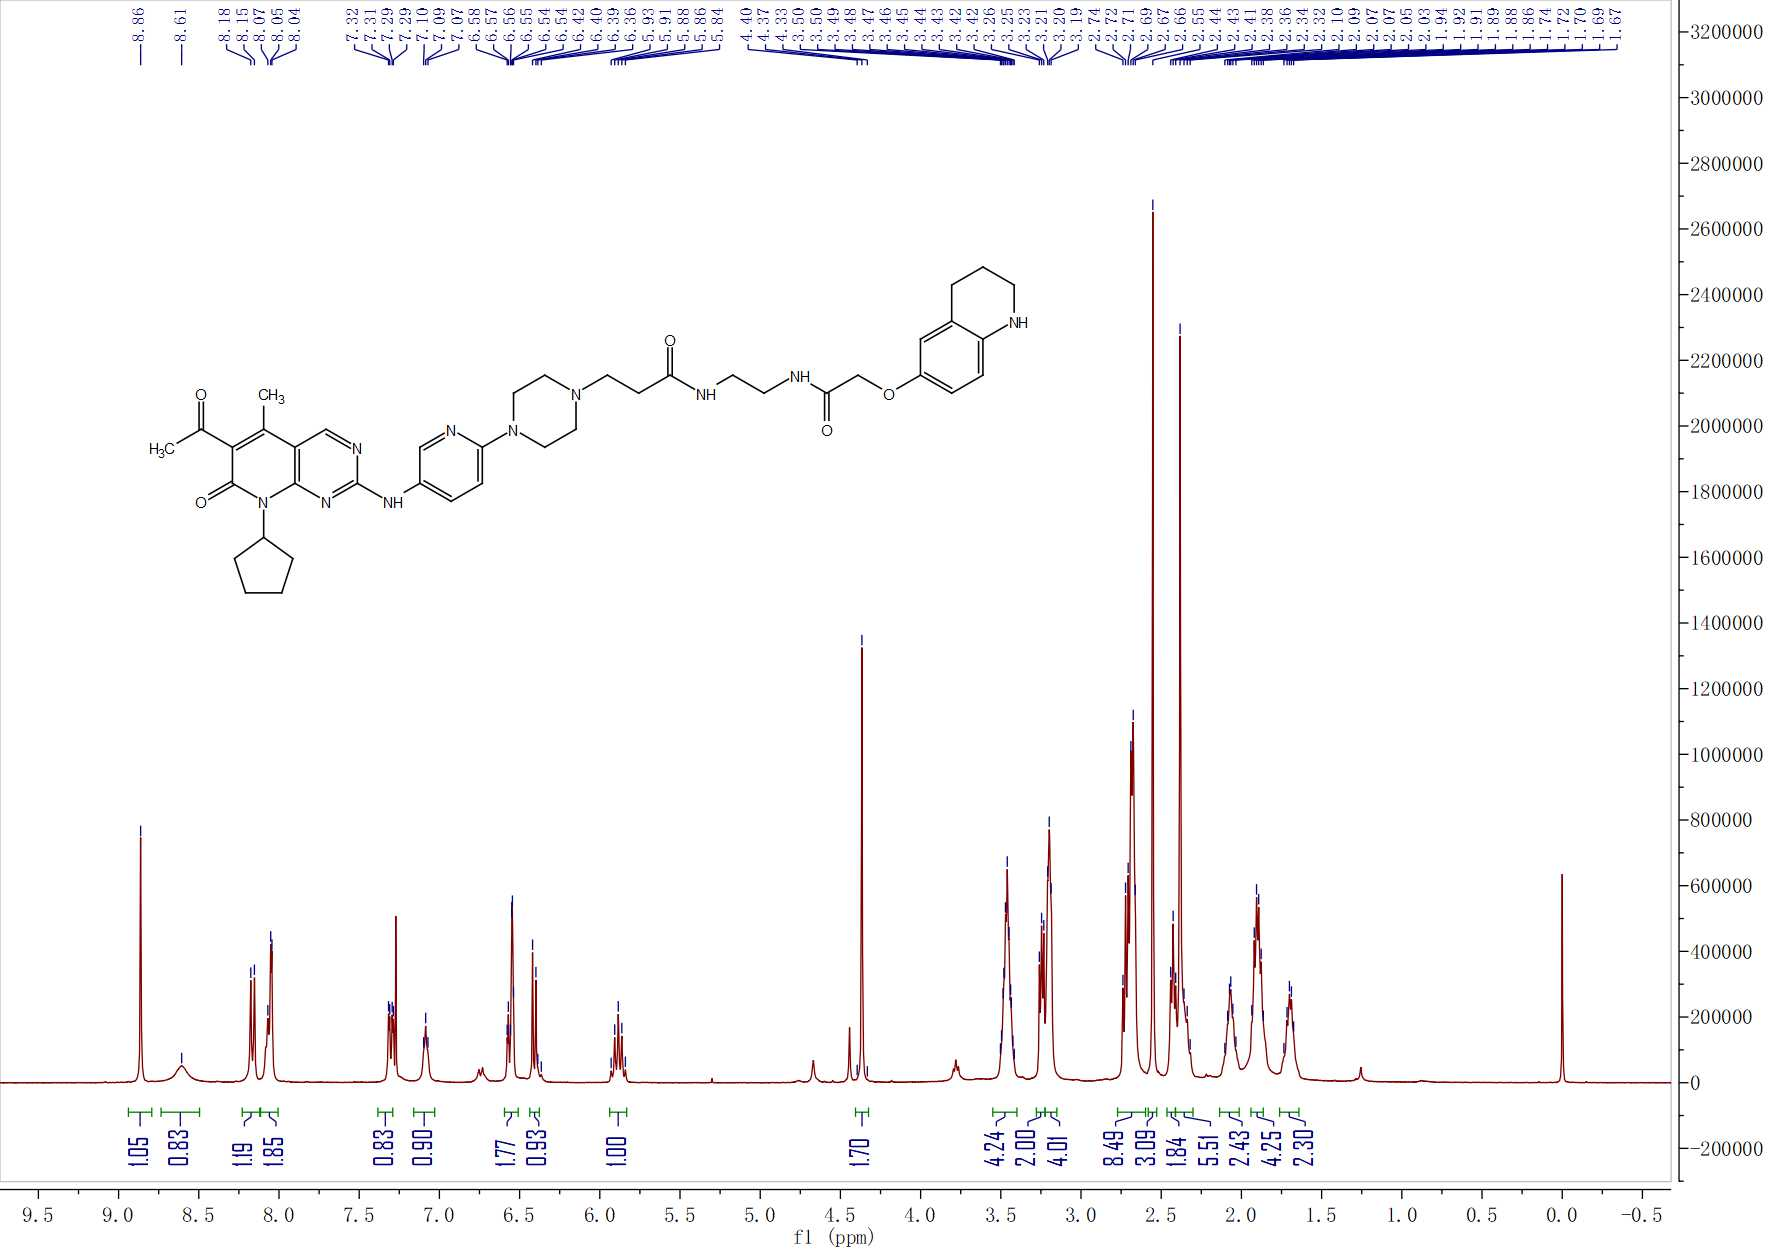 8.86 8.61 8.18 8.15 8.07 8.05 8.04 7.32 7.31 7.29 7.29 7.10 7.09 7.07 6.58 6.57 6.56 6.55 6.54 6.54 6.42 6.40 6.39 6.36 5.93 5.91 5.88 5.86 5.84 4.40 4.37 4.33 3.50 3.50 3.49 3.48 3.47 3.46 3.45 3.44 3.43 3.42 3.42 3.26 3.25 3.23 3.21 3.20 3.19 2.74 2.72 2.71 2.69 2.67 2.66 2.55 2.44 2.43 2.41 2.38 2.36 2.34 2.32 2.10 2.09 2.07 2.07 2.05 2.03 1.94 1.92 1.91 1.89 1.88 1.86 1.74 1.72 1.70 1.69 1.67
3200000
3000000
2800000
2600000
2400000
2200000
2000000
1800000
1600000
1400000
1200000
1000000
800000
600000
400000
200000
0
-200000
NH
O
NH
NH
O
O
N
N
N
O
CH3
H3C
N
O
N
N
NH
1.05 0.83 1.19 1.85 0.83 0.90 1.77 0.93 1.00 1.70 4.24 2.00 4.01 8.49 3.09 1.84 5.51 2.43 4.25 2.30
9.5 9.0 8.5 8.0 7.5 7.0 6.5 6.0 5.5 5.0 4.5 4.0 3.5 3.0 2.5 2.0 1.5 1.0 0.5 0.0 -0.5
f1 (ppm)